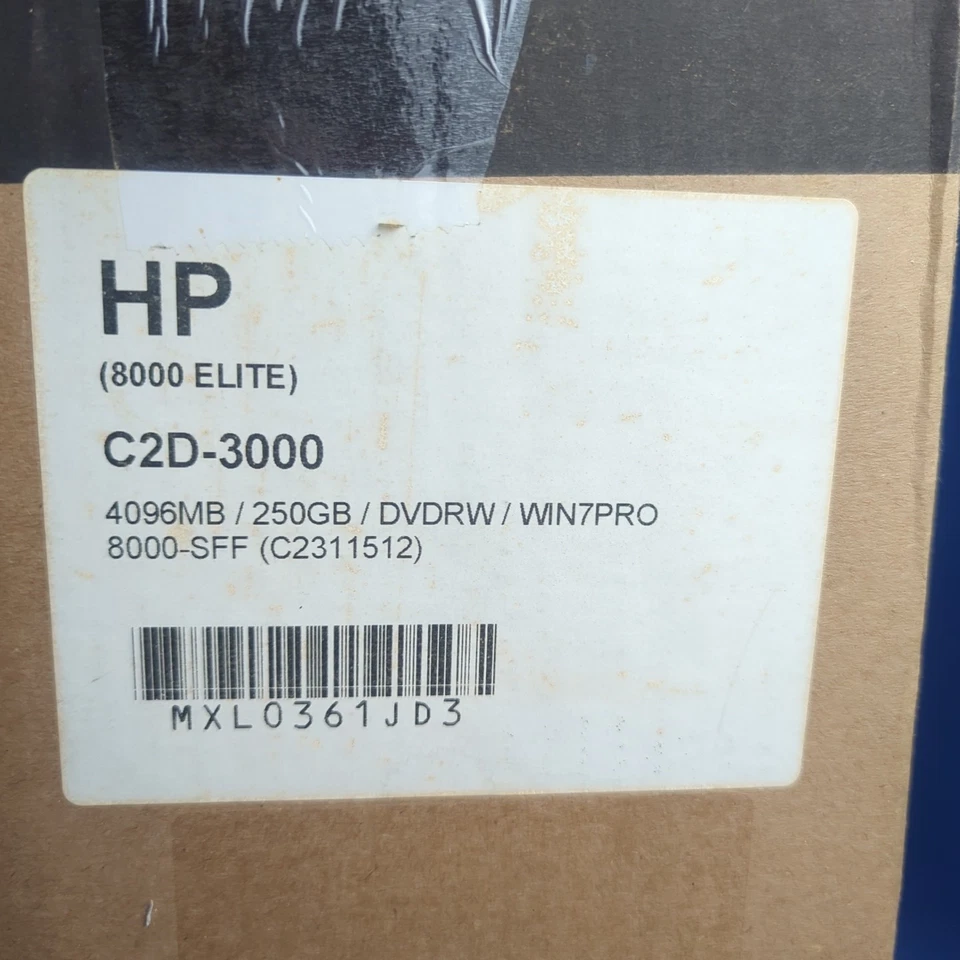 HP
(8000 ELITE)
C2D-3000
4096MB / 250GB / DVDRW / WIN7PRO
8000-SFF (C2311512)
MXL0361JD3